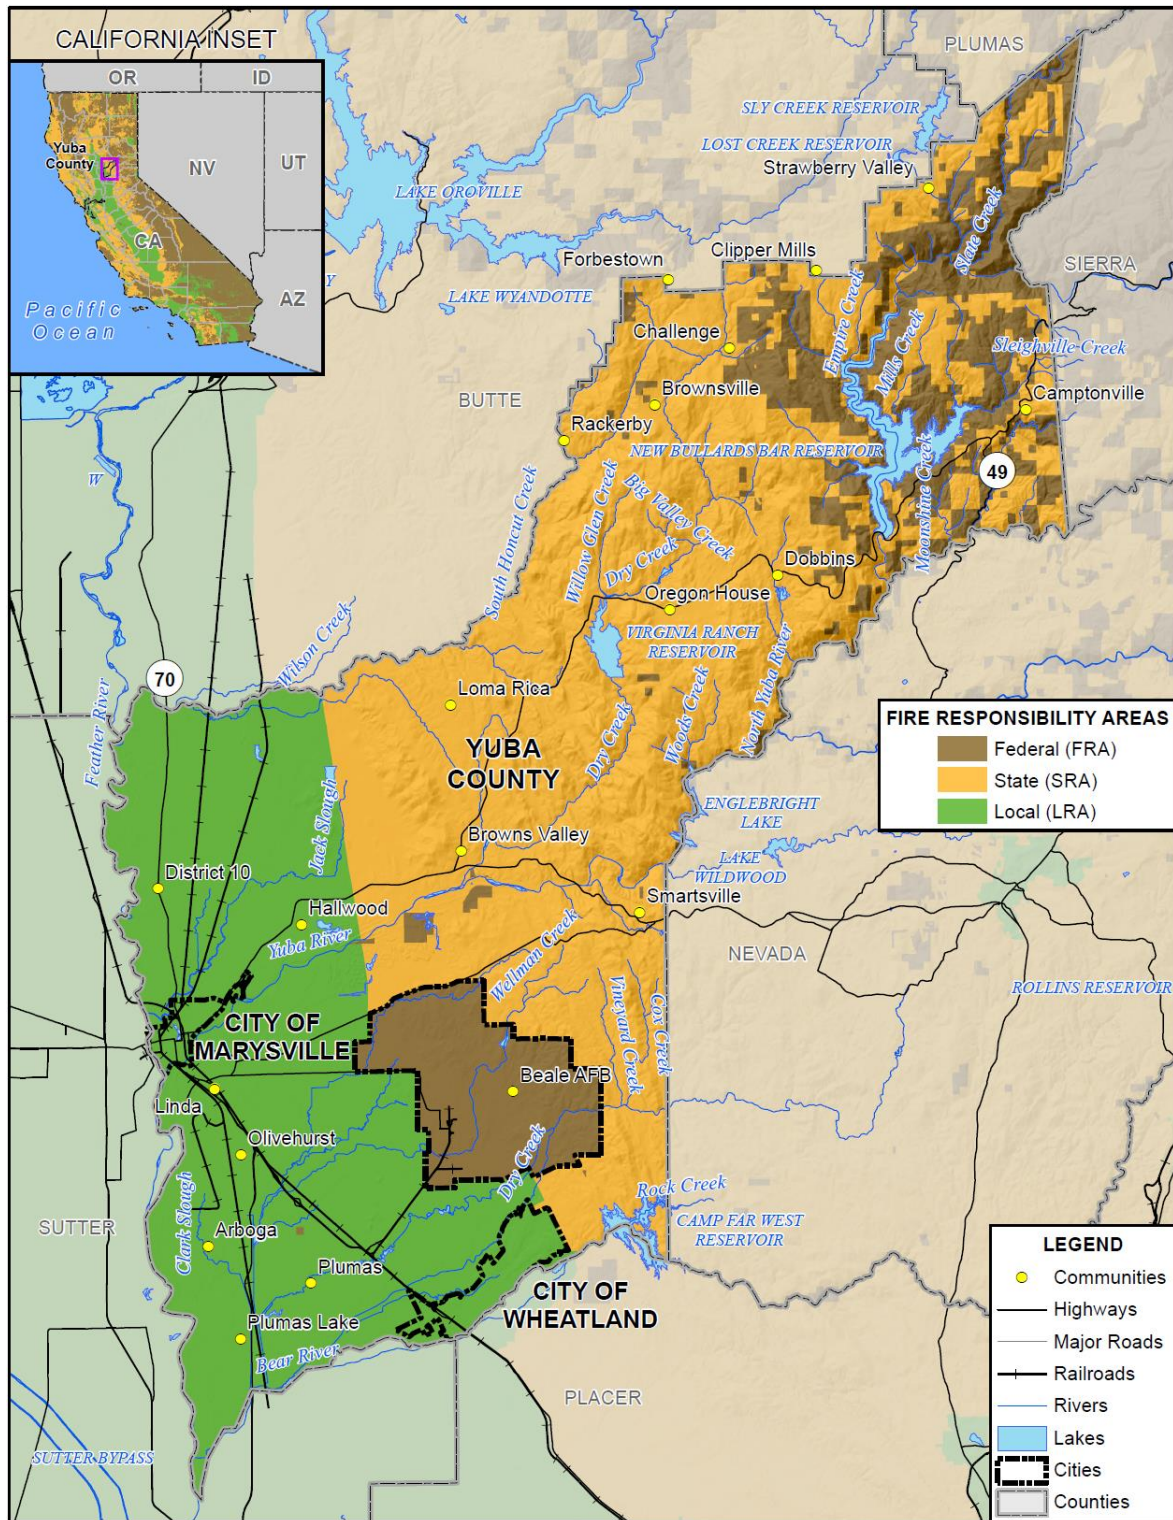 CALIFORNIA INSET
OR
ID
Yuba
County
NV
UT
CA
AZ
Pacific
Ocean
PLUMAS
SLY CREEK RESERVOIR
LOST CREEK RESERVOIR
Strawberry Valley
LAKE OROVILLE
Slate Creek
Forbestown
Clipper Mills
SIERRA
Y
LAKE WYANDOTTE
Empire Creek
Challenge
Mills Creek
Sleighville Creek
BUTTE
Brownsville
Camptonville
Rackerby
NEW BULLARDS BAR RESERVOIR
49
W
South Honcut Creek
Willow Glen Creek
Big Valley Creek
Moonshine Creek
Dry Creek
Dobbins
Oregon House
VIRGINIA RANCH
RESERVOIR
Wilson Creek
70
Loma Rica
Feather River
YUBA
COUNTY
Dry Creek
Woods Creek
North Yuba River
FIRE RESPONSIBILITY AREAS
Federal (FRA)
State (SRA)
Local (LRA)
Jack Slough
ENGLEBRIGHT
LAKE
Browns Valley
LAKE
WILDWOOD
District 10
Smartsville
Hallwood
Yuba River
Wellman Creek
NEVADA
Vineyard Creek
Cox Creek
ROLLINS RESERVOIR
CITY OF
MARYSVILLE
Beale AFB
Linda
Olivehurst
Dry Creek
Rock Creek
SUTTER
Clark Slough
Arboga
CAMP FAR WEST
RESERVOIR
Plumas
CITY OF
WHEATLAND
Plumas Lake
Bear River
PLACER
SUTTER BYPASS
LEGEND
Communities
Highways
Major Roads
Railroads
Rivers
Lakes
Cities
Counties